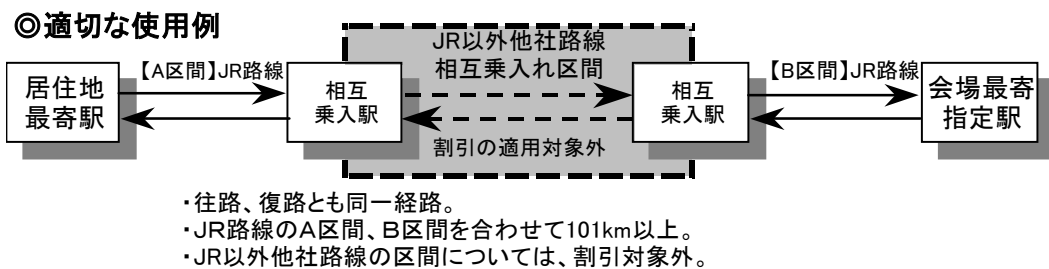 ◎適切な使用例
JR以外他社路線
相互乗入れ区間
居住地
最寄駅
【A区間】JR路線
相互
乗入駅
割引の適用対象外
相互
乗入駅
【B区間】JR路線
会場最寄
指定駅
・往路、復路とも同一経路。
・JR路線のA区間、B区間を合わせて101km以上。
・JR以外他社路線の区間については、割引対象外。